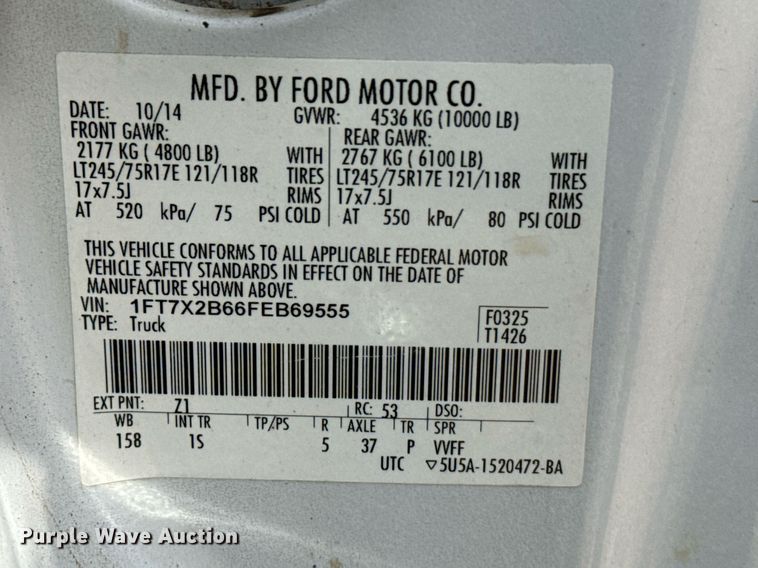 MFD. BY FORD MOTOR CO.
DATE: 10/14 GVWR: 4536 KG (10000 LB)
FRONT GAWR: REAR GAWR:
2177 KG ( 4800 LB) WITH 2767 KG ( 6100 LB) WITH
LT245/75R17E 121/118R TIRES LT245/75R17E 121/118R TIRES
17x7.5J RIMS 17x7.5J RIMS
AT 520 kPa/ 75 PSI COLD AT 550 kPa/ 80 PSI COLD
THIS VEHICLE CONFORMS TO ALL APPLICABLE FEDERAL MOTOR
VEHICLE SAFETY STANDARDS IN EFFECT ON THE DATE OF
MANUFACTURE SHOWN ABOVE.
VIN: 1FT7X2B66FEB69555 F0325
TYPE: Truck T1426
EXT PNT: Z1 RC: 53 DSO:
WB INT TR TP/PS R AXLE TR SPR
158 1S 5 37 P VVFF
UTC ▽5U5A-1520472-BA
Purple Wave Auction